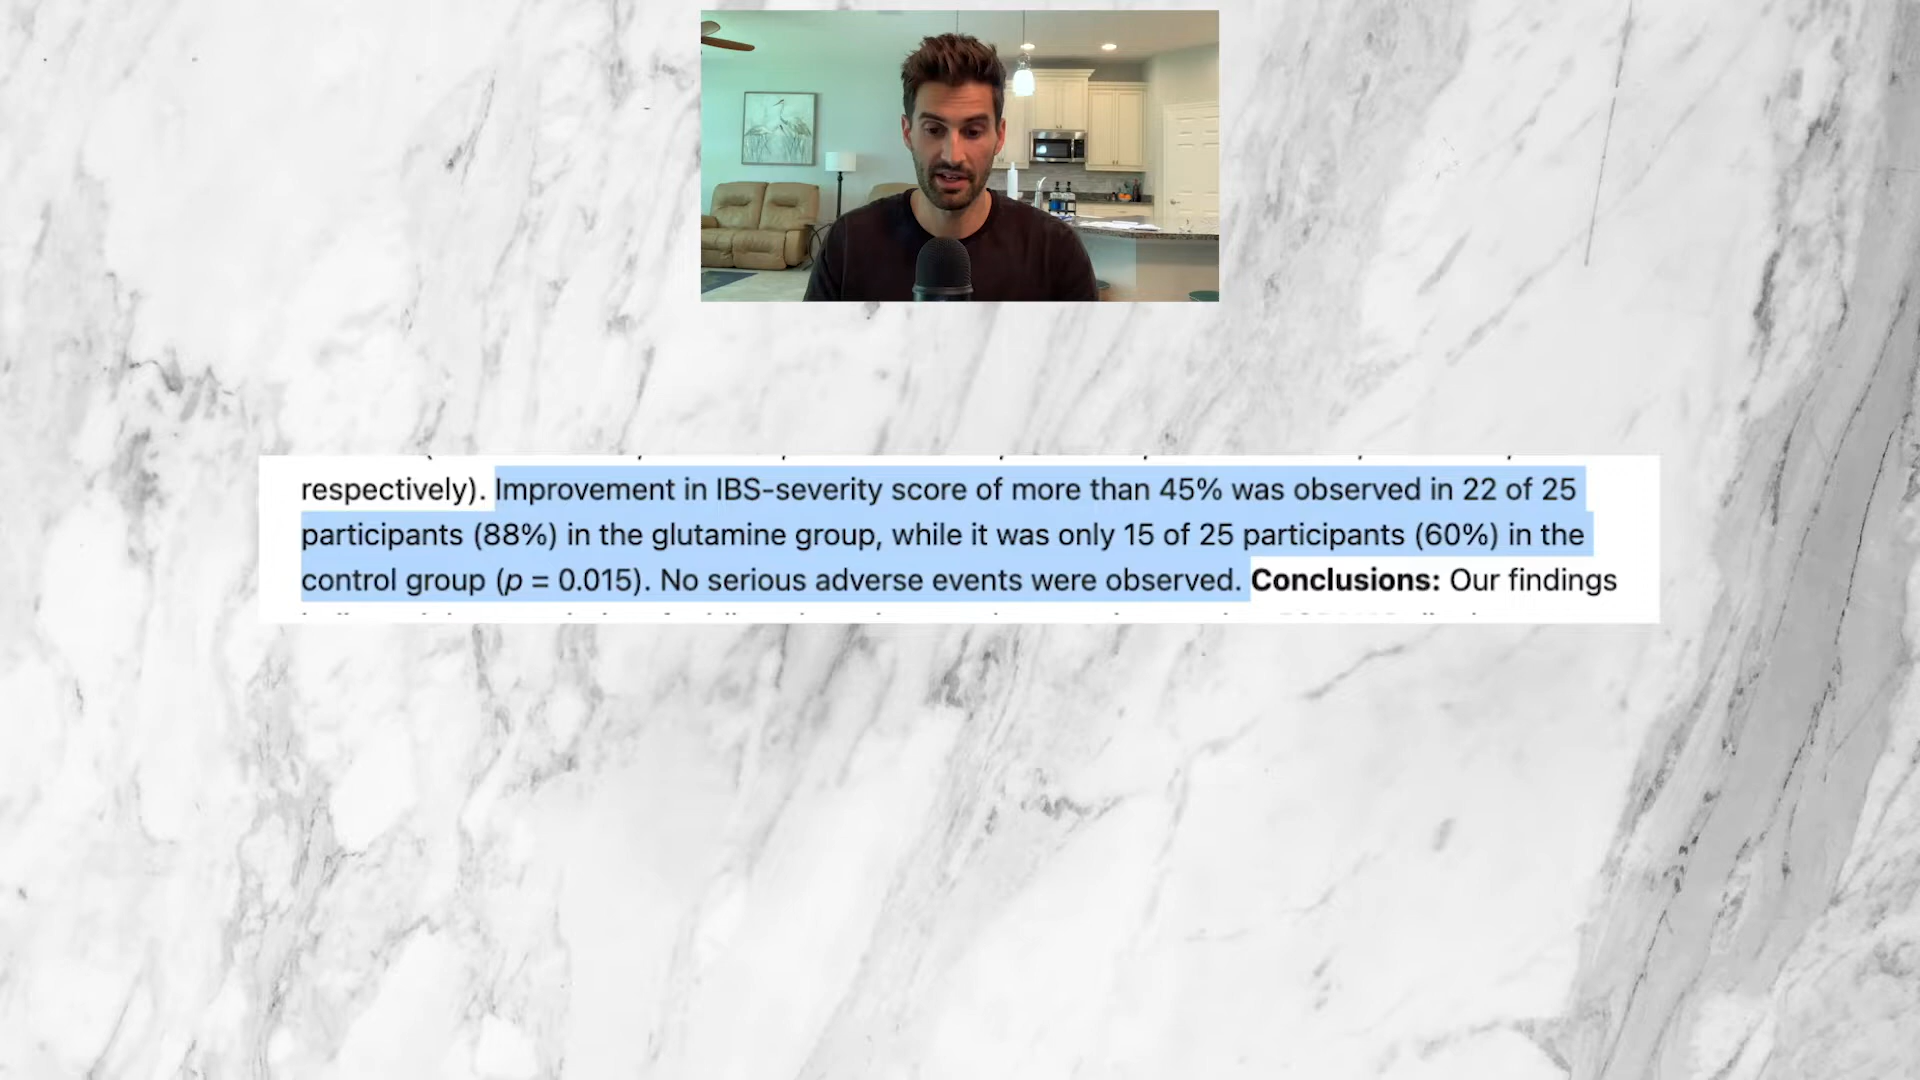 respectively). Improvement in IBS-severity score of more than 45% was observed in 22 of 25
participants (88%) in the glutamine group, while it was only 15 of 25 participants (60%) in the
control group (p = 0.015). No serious adverse events were observed. Conclusions: Our findings